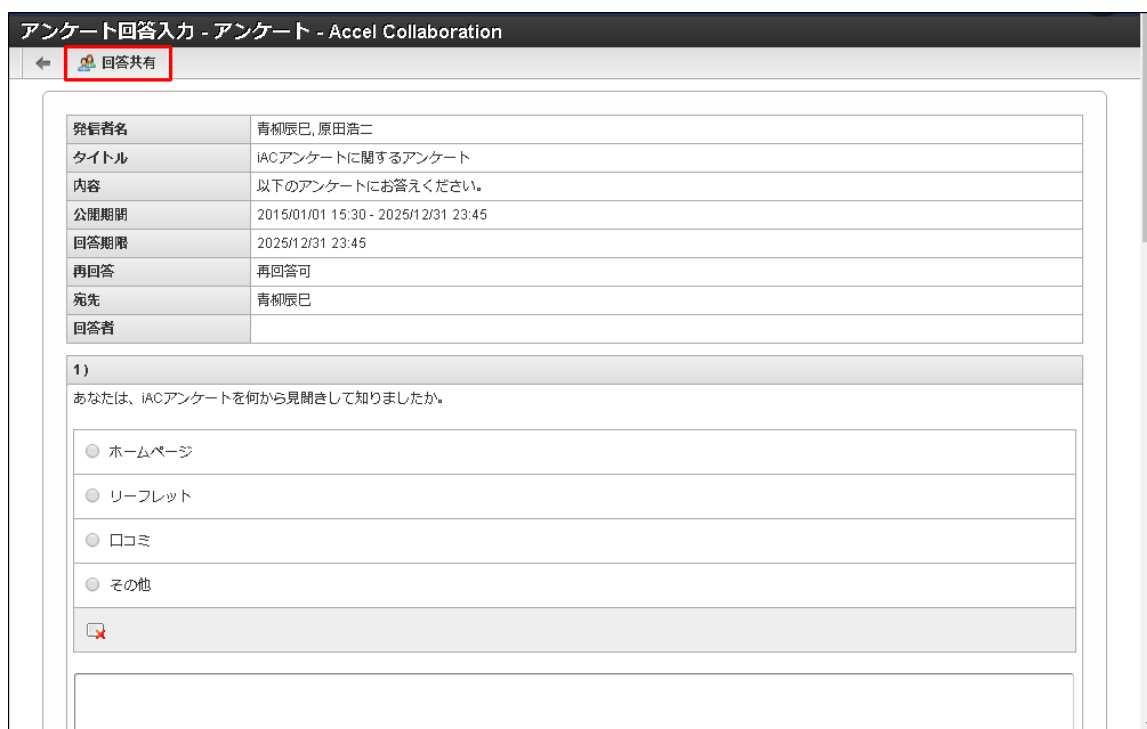 アンケート回答入力 - アンケート - Accel Collaboration
回答共有
発信者名 青柳辰巳, 原田浩二
タイトル iACアンケートに関するアンケート
内容 以下のアンケートにお答えください。
公開期間 2015/01/01 15:30 - 2025/12/31 23:45
回答期限 2025/12/31 23:45
再回答 再回答可
宛先 青柳辰巳
回答者
1)
あなたは、iACアンケートを何から見聞きして知りましたか。
ホームページ
リーフレット
口コミ
その他